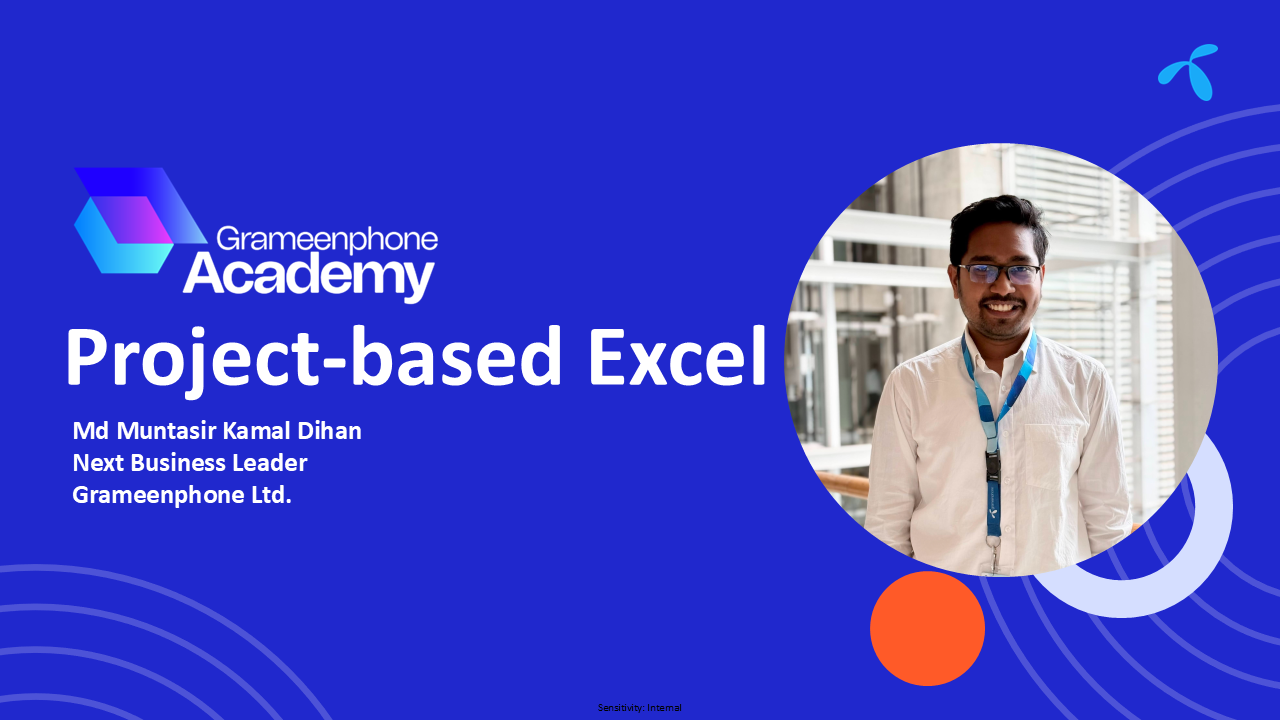 Grameenphone
Academy
Project-based Excel
Md Muntasir Kamal Dihan
Next Business Leader
Grameenphone Ltd.
Sensitivity: Internal